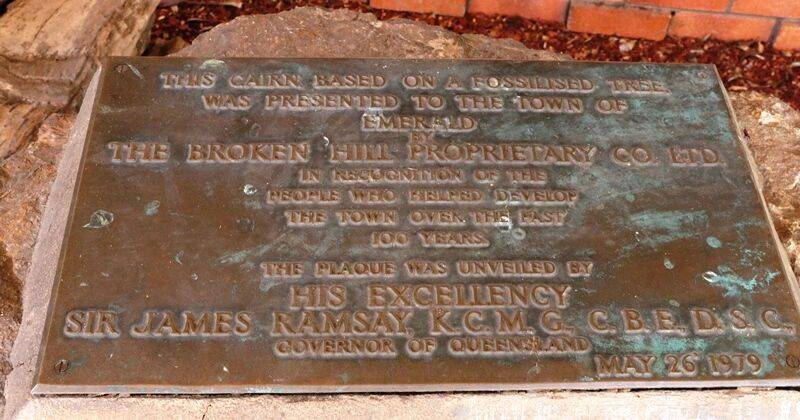 THIS CAIRN, BASED ON A FOSSILISED TREE,
WAS PRESENTED TO THE TOWN OF
EMERALD
BY
THE BROKEN HILL PROPRIETARY CO. LTD.
IN RECOGNITION OF THE
PEOPLE WHO HELPED DEVELOP
THE TOWN OVER THE PAST
100 YEARS.
THE PLAQUE WAS UNVEILED BY
HIS EXCELLENCY
SIR JAMES RAMSAY, K.C.M.G., C.B.E., D.S.C.,
GOVERNOR OF QUEENSLAND
MAY 26 1979